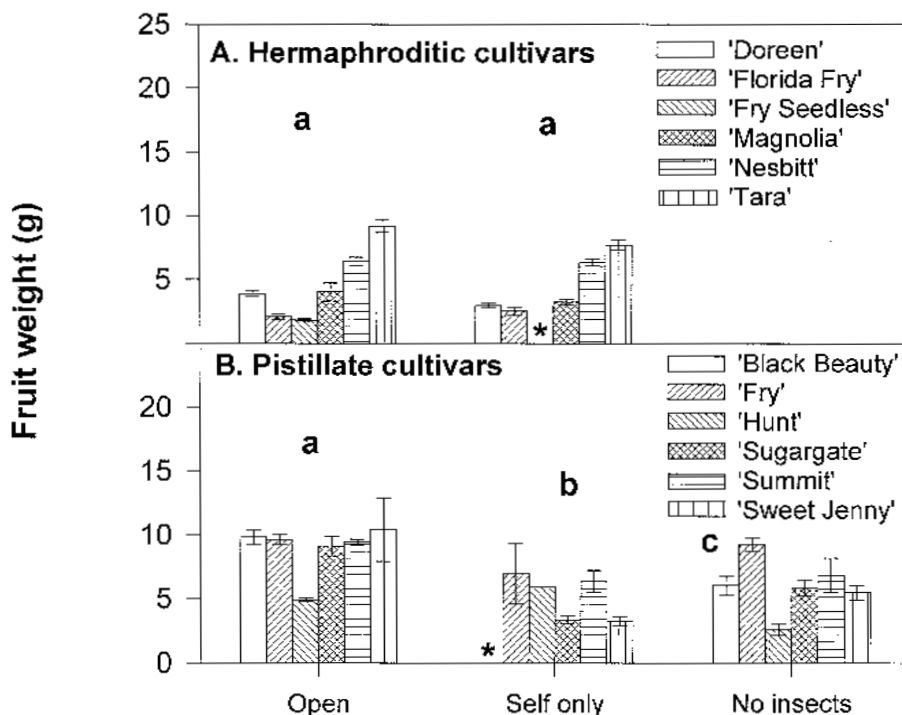 Fruit weight (g)
25
20
15
10
5
A. Hermaphroditic cultivars
'Doreen'
'Florida Fry'
'Fry Seedless'
'Magnolia'
'Nesbitt'
'Tara'
a
a
*
B. Pistillate cultivars
'Black Beauty'
'Fry'
'Hunt'
'Sugargate'
'Summit'
'Sweet Jenny'
20
15
10
5
0
a
b
c
*
Open
Self only
No insects